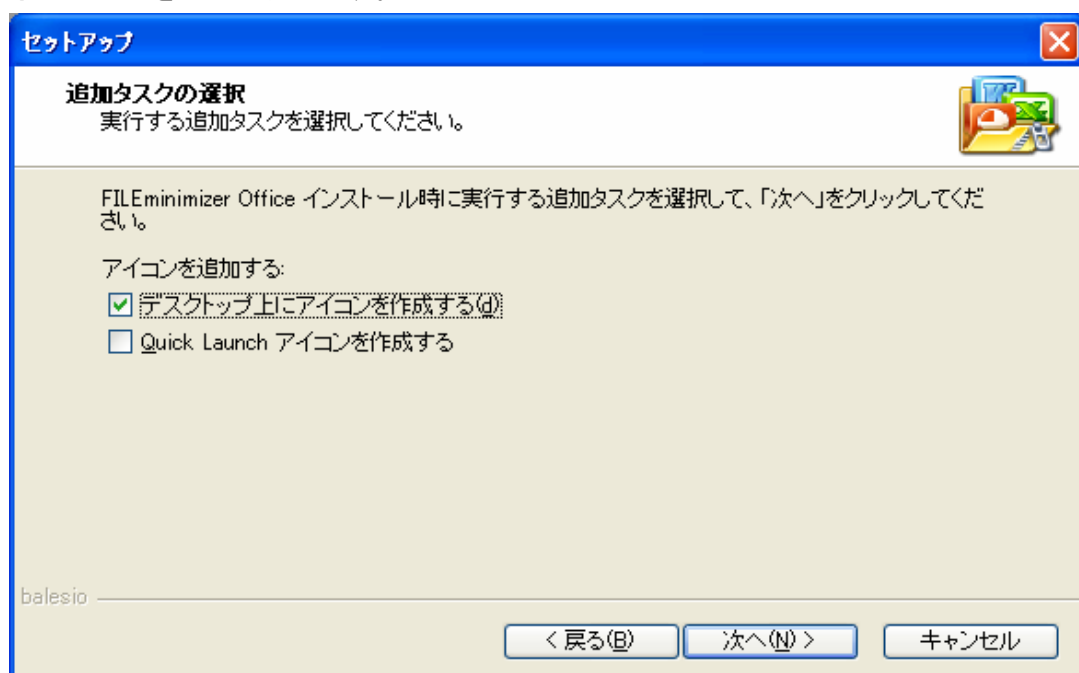 セットアップ
追加タスクの選択
実行する追加タスクを選択してください。
FILEminimizer Office インストール時に実行する追加タスクを選択して、「次へ」をクリックしてくだ
さい。
アイコンを追加する:
デスクトップ上にアイコンを作成する(d)
Quick Launch アイコンを作成する
balesio
< 戻る(B) 次へ(N) > キャンセル